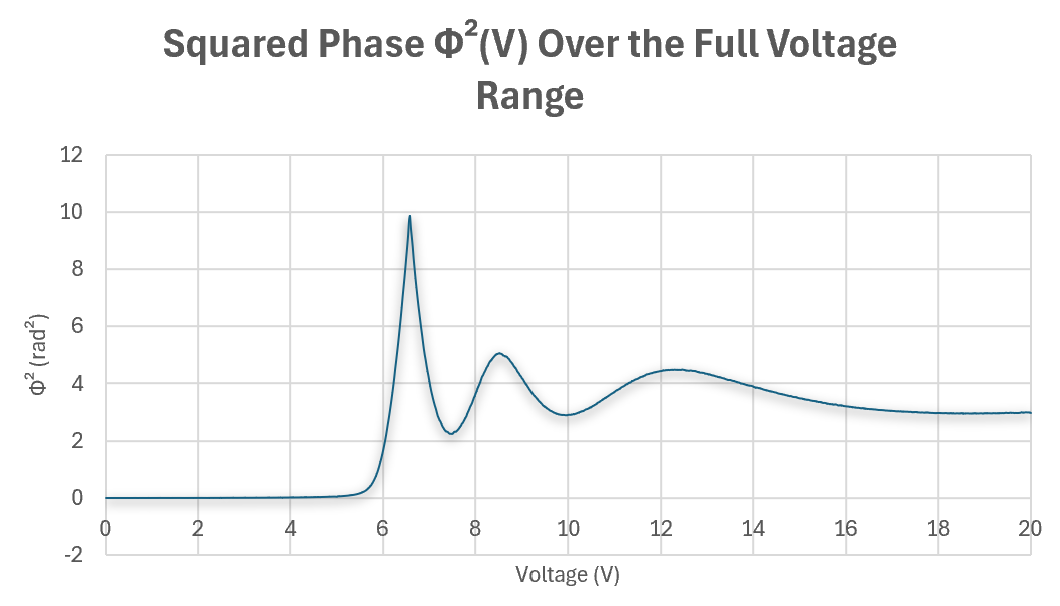 Squared Phase Φ²(V) Over the Full Voltage
Range
12
10
8
6
4
2
0
-2
Φ² (rad²)
0 2 4 6 8 10 12 14 16 18 20
Voltage (V)